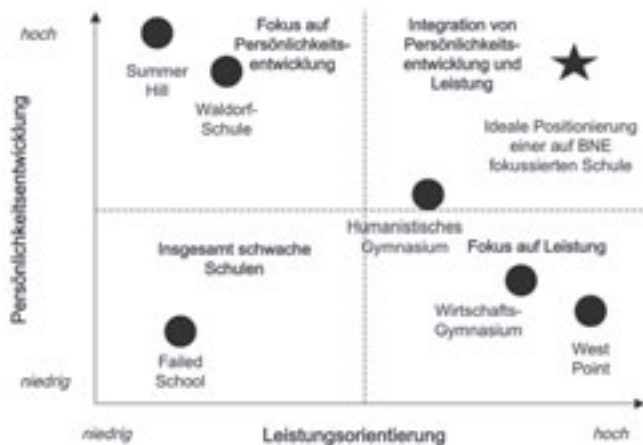 hoch
Summer
Hill
Waldorf-
Schule
Fokus auf
Persönlichkeits-
entwicklung
Integration von
Persönlichkeits-
entwicklung und
Leistung
Ideale Positionierung
einer auf BNE
fokussierten Schule
Persönlichkeitsentwicklung
Humanistisches
Gymnasium
Insgesamt schwache
Schulen
Fokus auf Leistung
Wirtschafts-
Gymnasium
West
Point
Failed
School
niedrig
niedrig
Leistungsorientierung
hoch